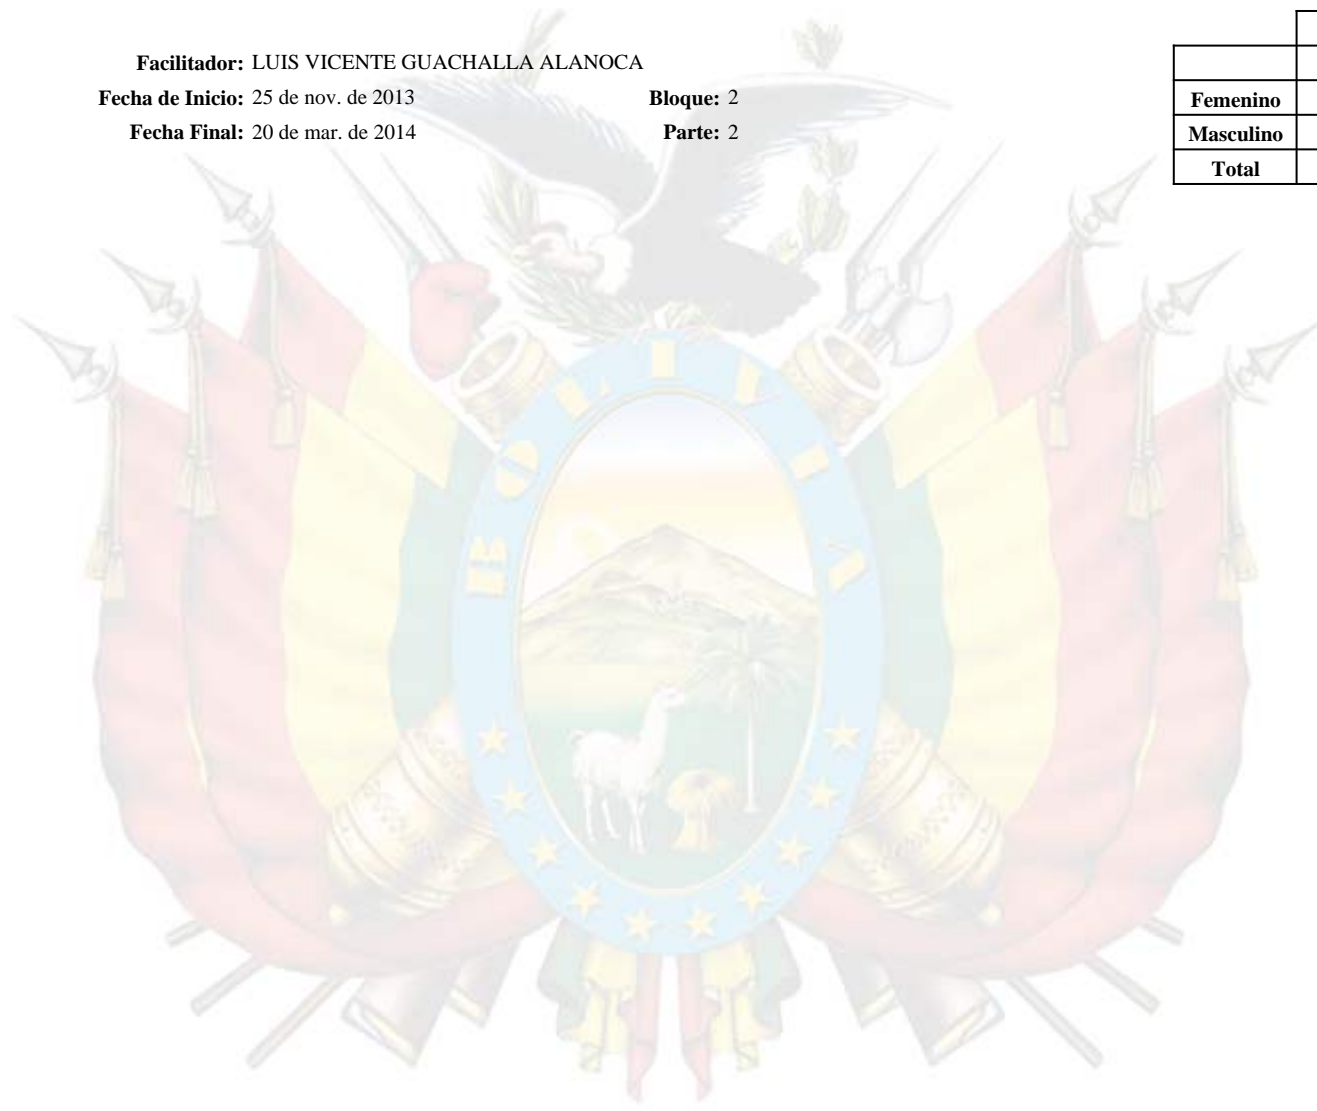 Facilitador: LUIS VICENTE GUACHALLA ALANOCA
Fecha de Inicio: 25 de nov. de 2013 Bloque: 2
Fecha Final: 20 de mar. de 2014 Parte: 2
Femenino
Masculino
Total
BOLIVIA